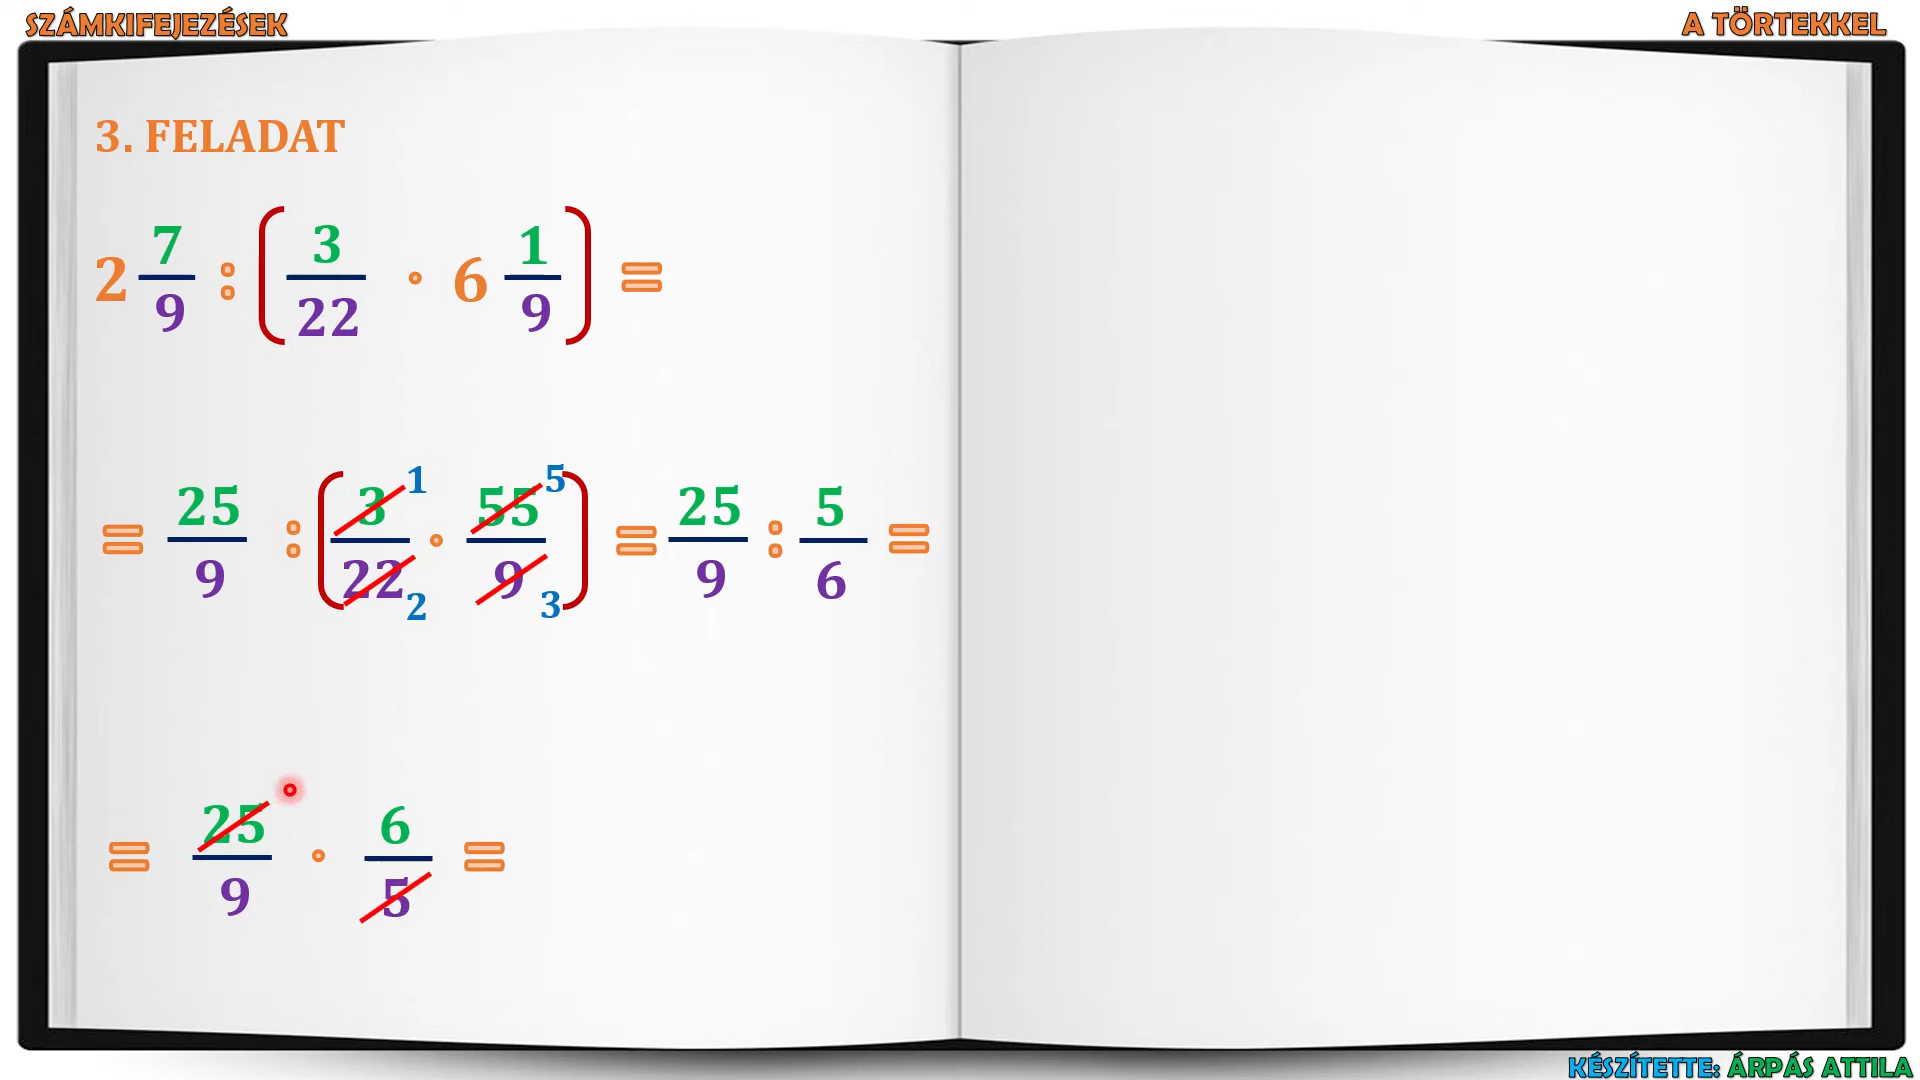 SZÁMKIFEJEZÉSEK
A TÖRTEKKEL
3. FELADAT
2 7/9 : ( 3/22 · 6 1/9 ) =
= 25/9 : ( 3/22 1 2 · 55/9 5 3 ) = 25/9 : 5/6 =
= 25/9 · 6/5 =
KÉSZÍTETTE: ÁRPÁS ATTILA